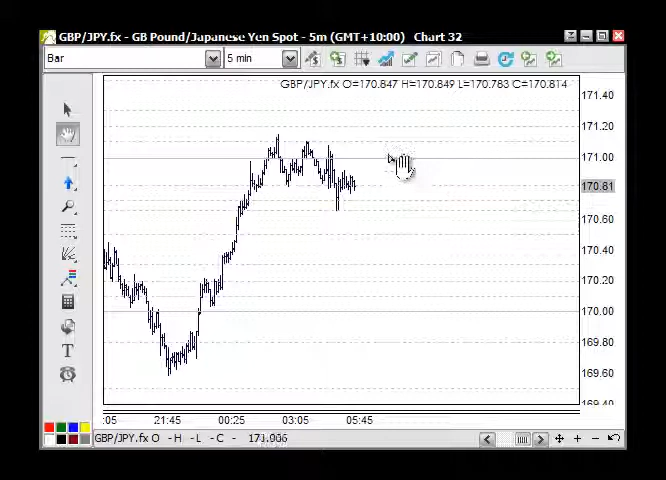 GBP/JPY.fx - GB Pound/Japanese Yen Spot - 5m (GMT+10:00) Chart 32
Bar 5 min
GBP/JPY.fx O=170.847 H=170.849 L=170.783 C=170.814
171.40
171.20
171.00
170.81
170.60
170.40
170.20
170.00
169.80
169.60
169.40
:05 21:45 00:25 03:05 05:45
GBP/JPY.fx O -H -L -C - 171.906
T